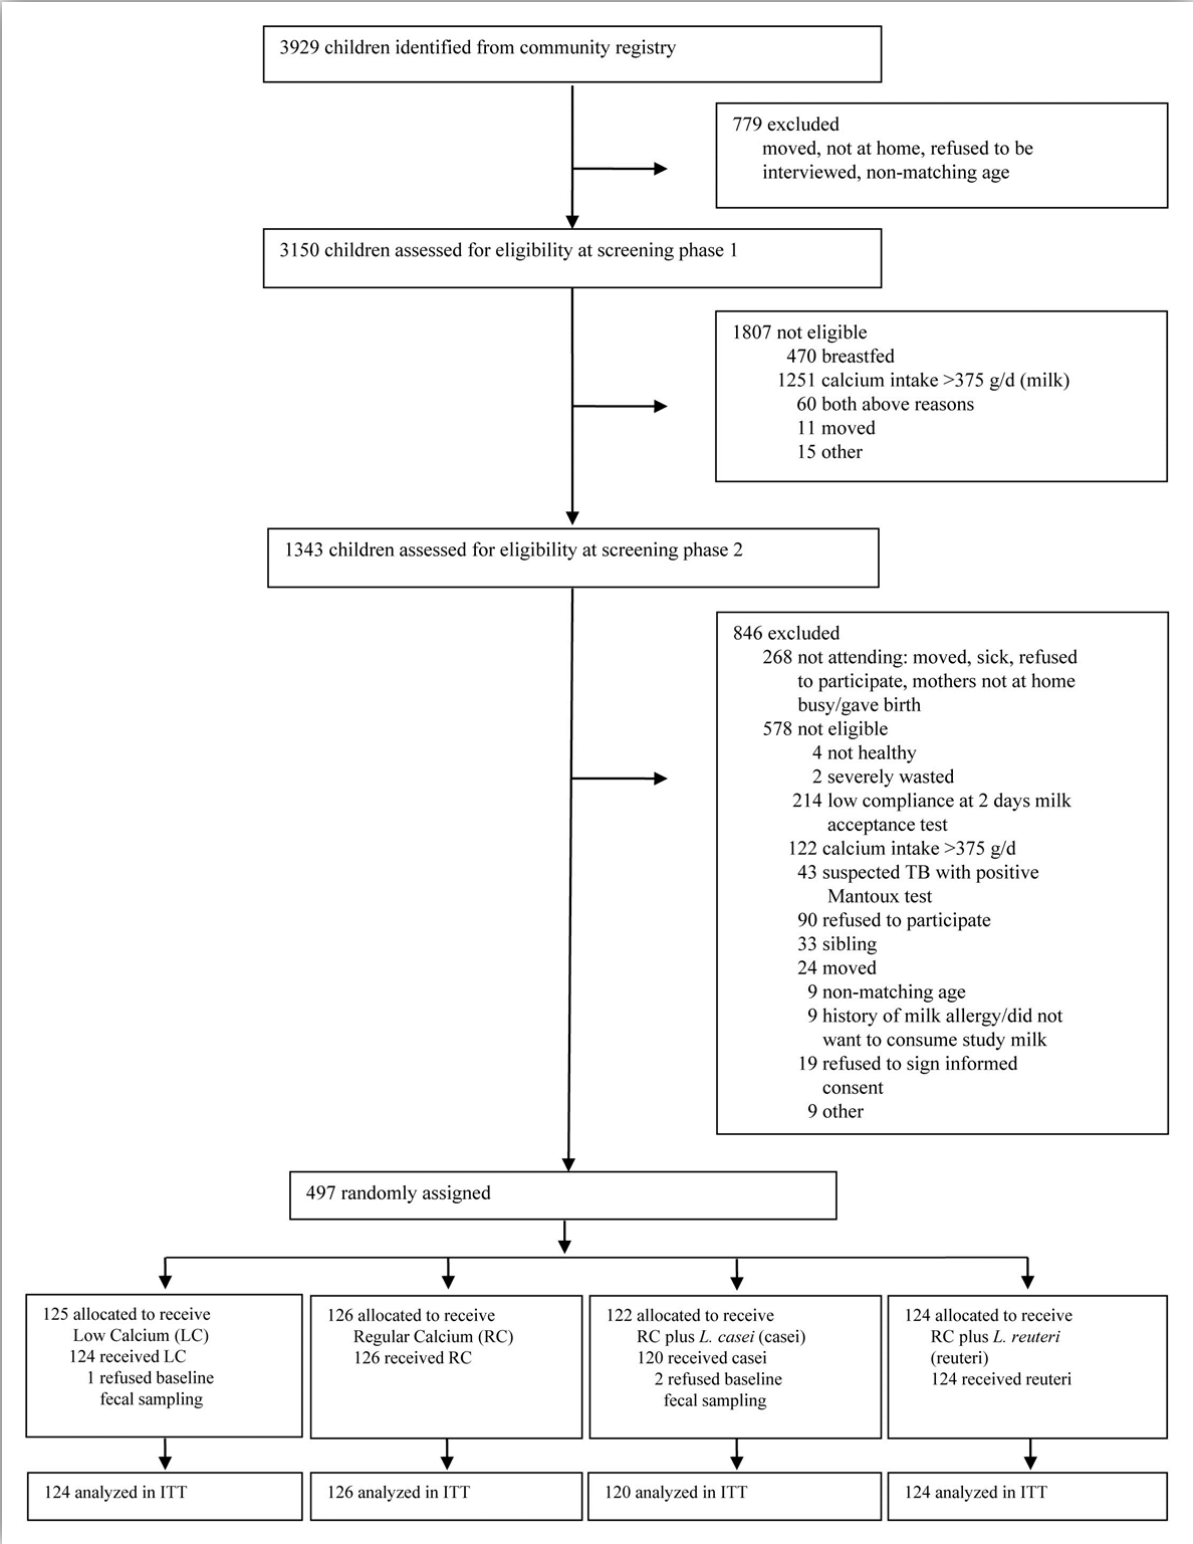 3929 children identified from community registry
779 excluded
moved, not at home, refused to be
interviewed, non-matching age
3150 children assessed for eligibility at screening phase 1
1807 not eligible
470 breastfed
1251 calcium intake >375 g/d (milk)
60 both above reasons
11 moved
15 other
1343 children assessed for eligibility at screening phase 2
846 excluded
268 not attending: moved, sick, refused
to participate, mothers not at home
busy/gave birth
578 not eligible
4 not healthy
2 severely wasted
214 low compliance at 2 days milk
acceptance test
122 calcium intake >375 g/d
43 suspected TB with positive
Mantoux test
90 refused to participate
33 sibling
24 moved
9 non-matching age
9 history of milk allergy/did not
want to consume study milk
19 refused to sign informed
consent
9 other
497 randomly assigned
125 allocated to receive
Low Calcium (LC)
124 received LC
1 refused baseline
fecal sampling
126 allocated to receive
Regular Calcium (RC)
126 received RC
122 allocated to receive
RC plus L. casei (casei)
120 received casei
2 refused baseline
fecal sampling
124 allocated to receive
RC plus L. reuteri
(reuteri)
124 received reuteri
124 analyzed in ITT
126 analyzed in ITT
120 analyzed in ITT
124 analyzed in ITT